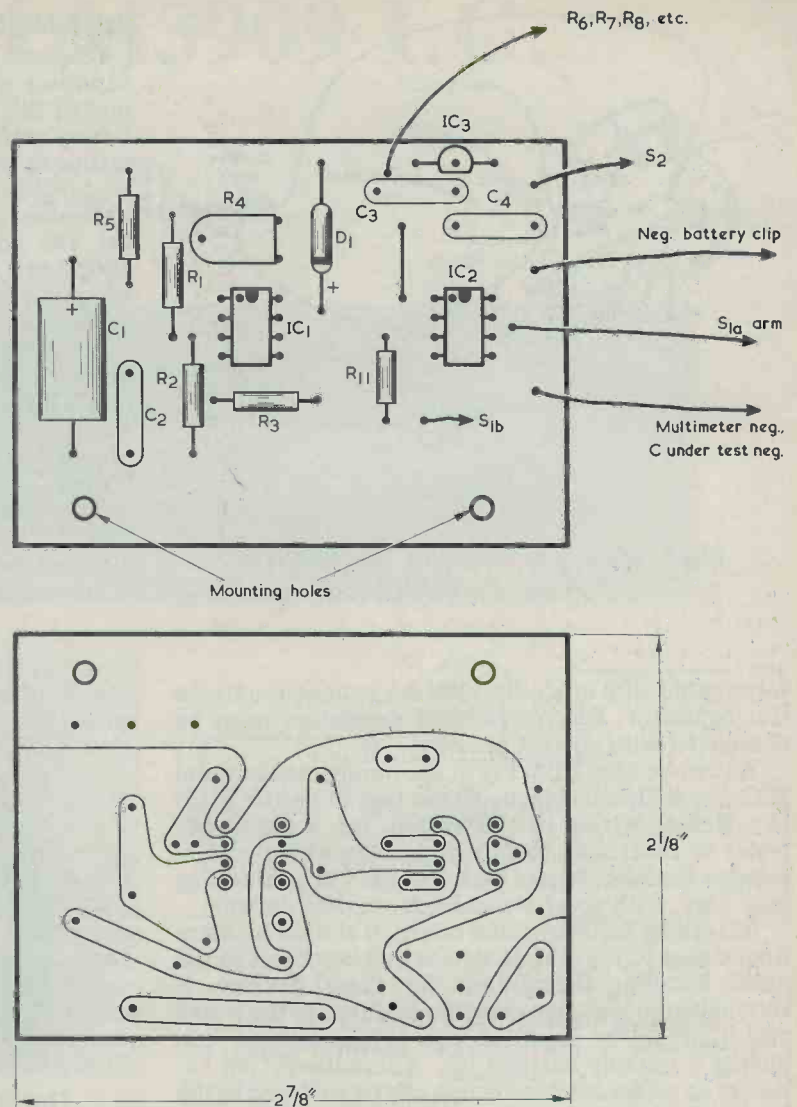 R6, R7, R8, etc.
IC3
S2
R5
R4
C3
C4
Neg. battery clip
D1
R1
+
IC1
IC2
+
C1
S1a arm
R2
C2
R3
R11
S1b
Multimeter neg.,
C under test neg.
Mounting holes
2 1/8"
2 7/8"